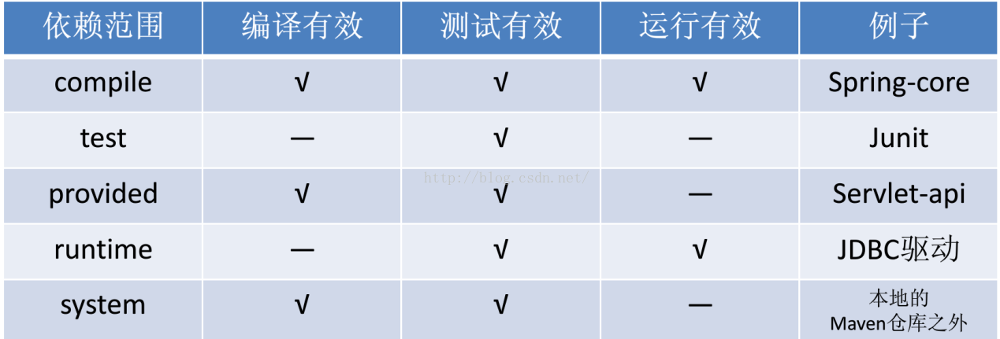 依赖范围 编译有效 测试有效 运行有效 例子
compile √ √ √ Spring-core
test — √ — Junit
http://blog.csdn.net/
provided √ √ — Servlet-api
runtime — √ √ JDBC驱动
system √ √ — 本地的
Maven仓库之外